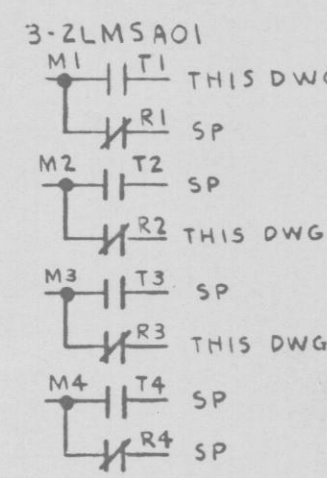 3-2LMSA01
M1 T1 THIS DWG
R1 SP
M2 T2 SP
R2 THIS DWG
M3 T3 SP
R3 THIS DWG
M4 T4 SP
R4 SP